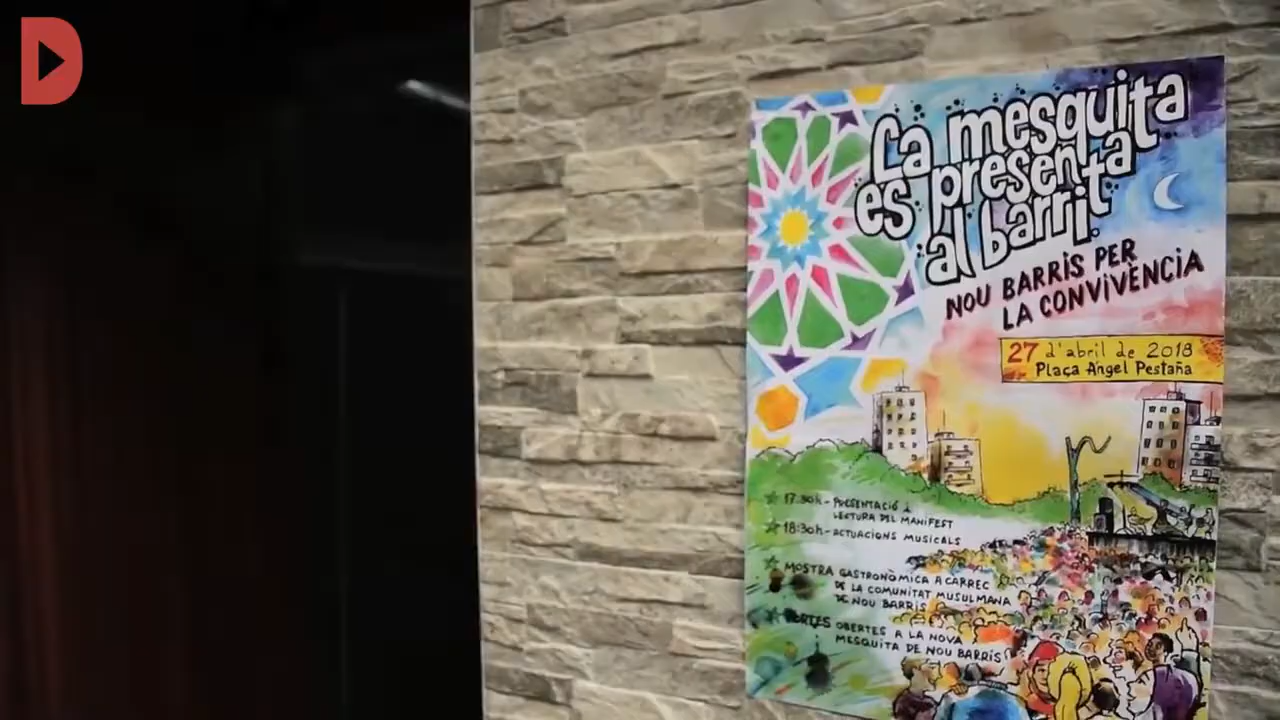 D
La mesquita
es presenta
al barri.
NOU BARRiS PER
LA CONViVÈNCiA
27 d'abril de 2018
Plaça Ángel Pestaña
17:30h - PRESENTACIÓ i
LECTURA DEL MANIFEST
18:30h - ACTUACIONS MUSICALS
MOSTRA GASTRONÒMICA A CÀRREC
DE LA COMUNITAT MUSULMANA
DE NOU BARRIS
PORTES OBERTES A LA NOVA
MESQUITA DE NOU BARRIS